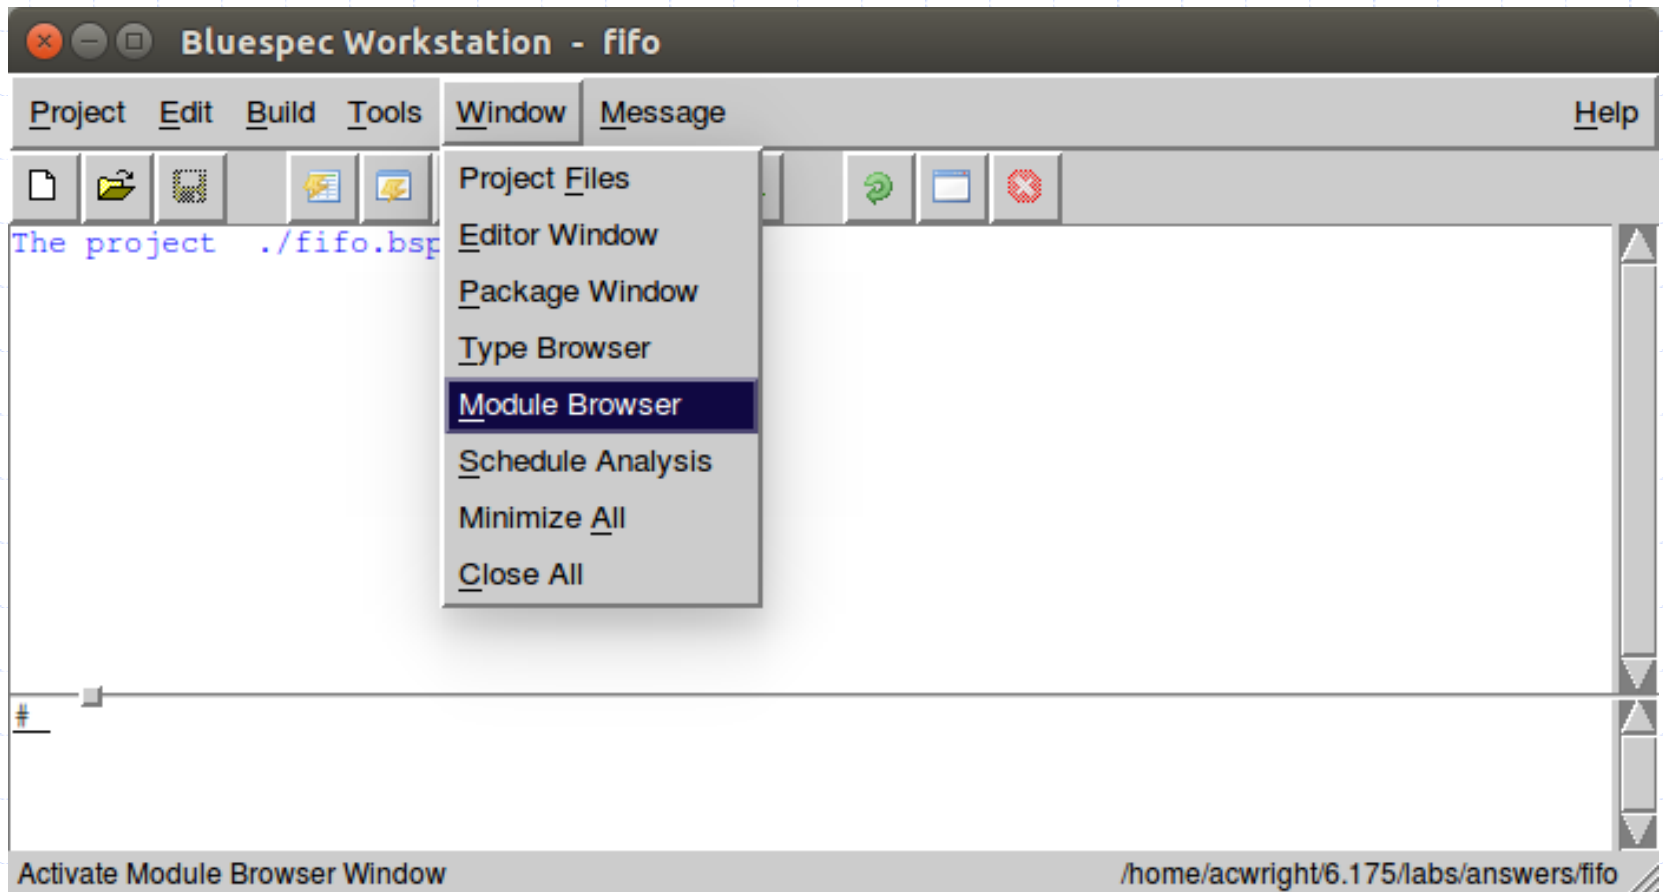 Bluespec Workstation - fifo
Project Edit Build Tools Window Message Help
The project ./fifo.bsp
Project Files
Editor Window
Package Window
Type Browser
Module Browser
Schedule Analysis
Minimize All
Close All
#
Activate Module Browser Window /home/acwright/6.175/labs/answers/fifo